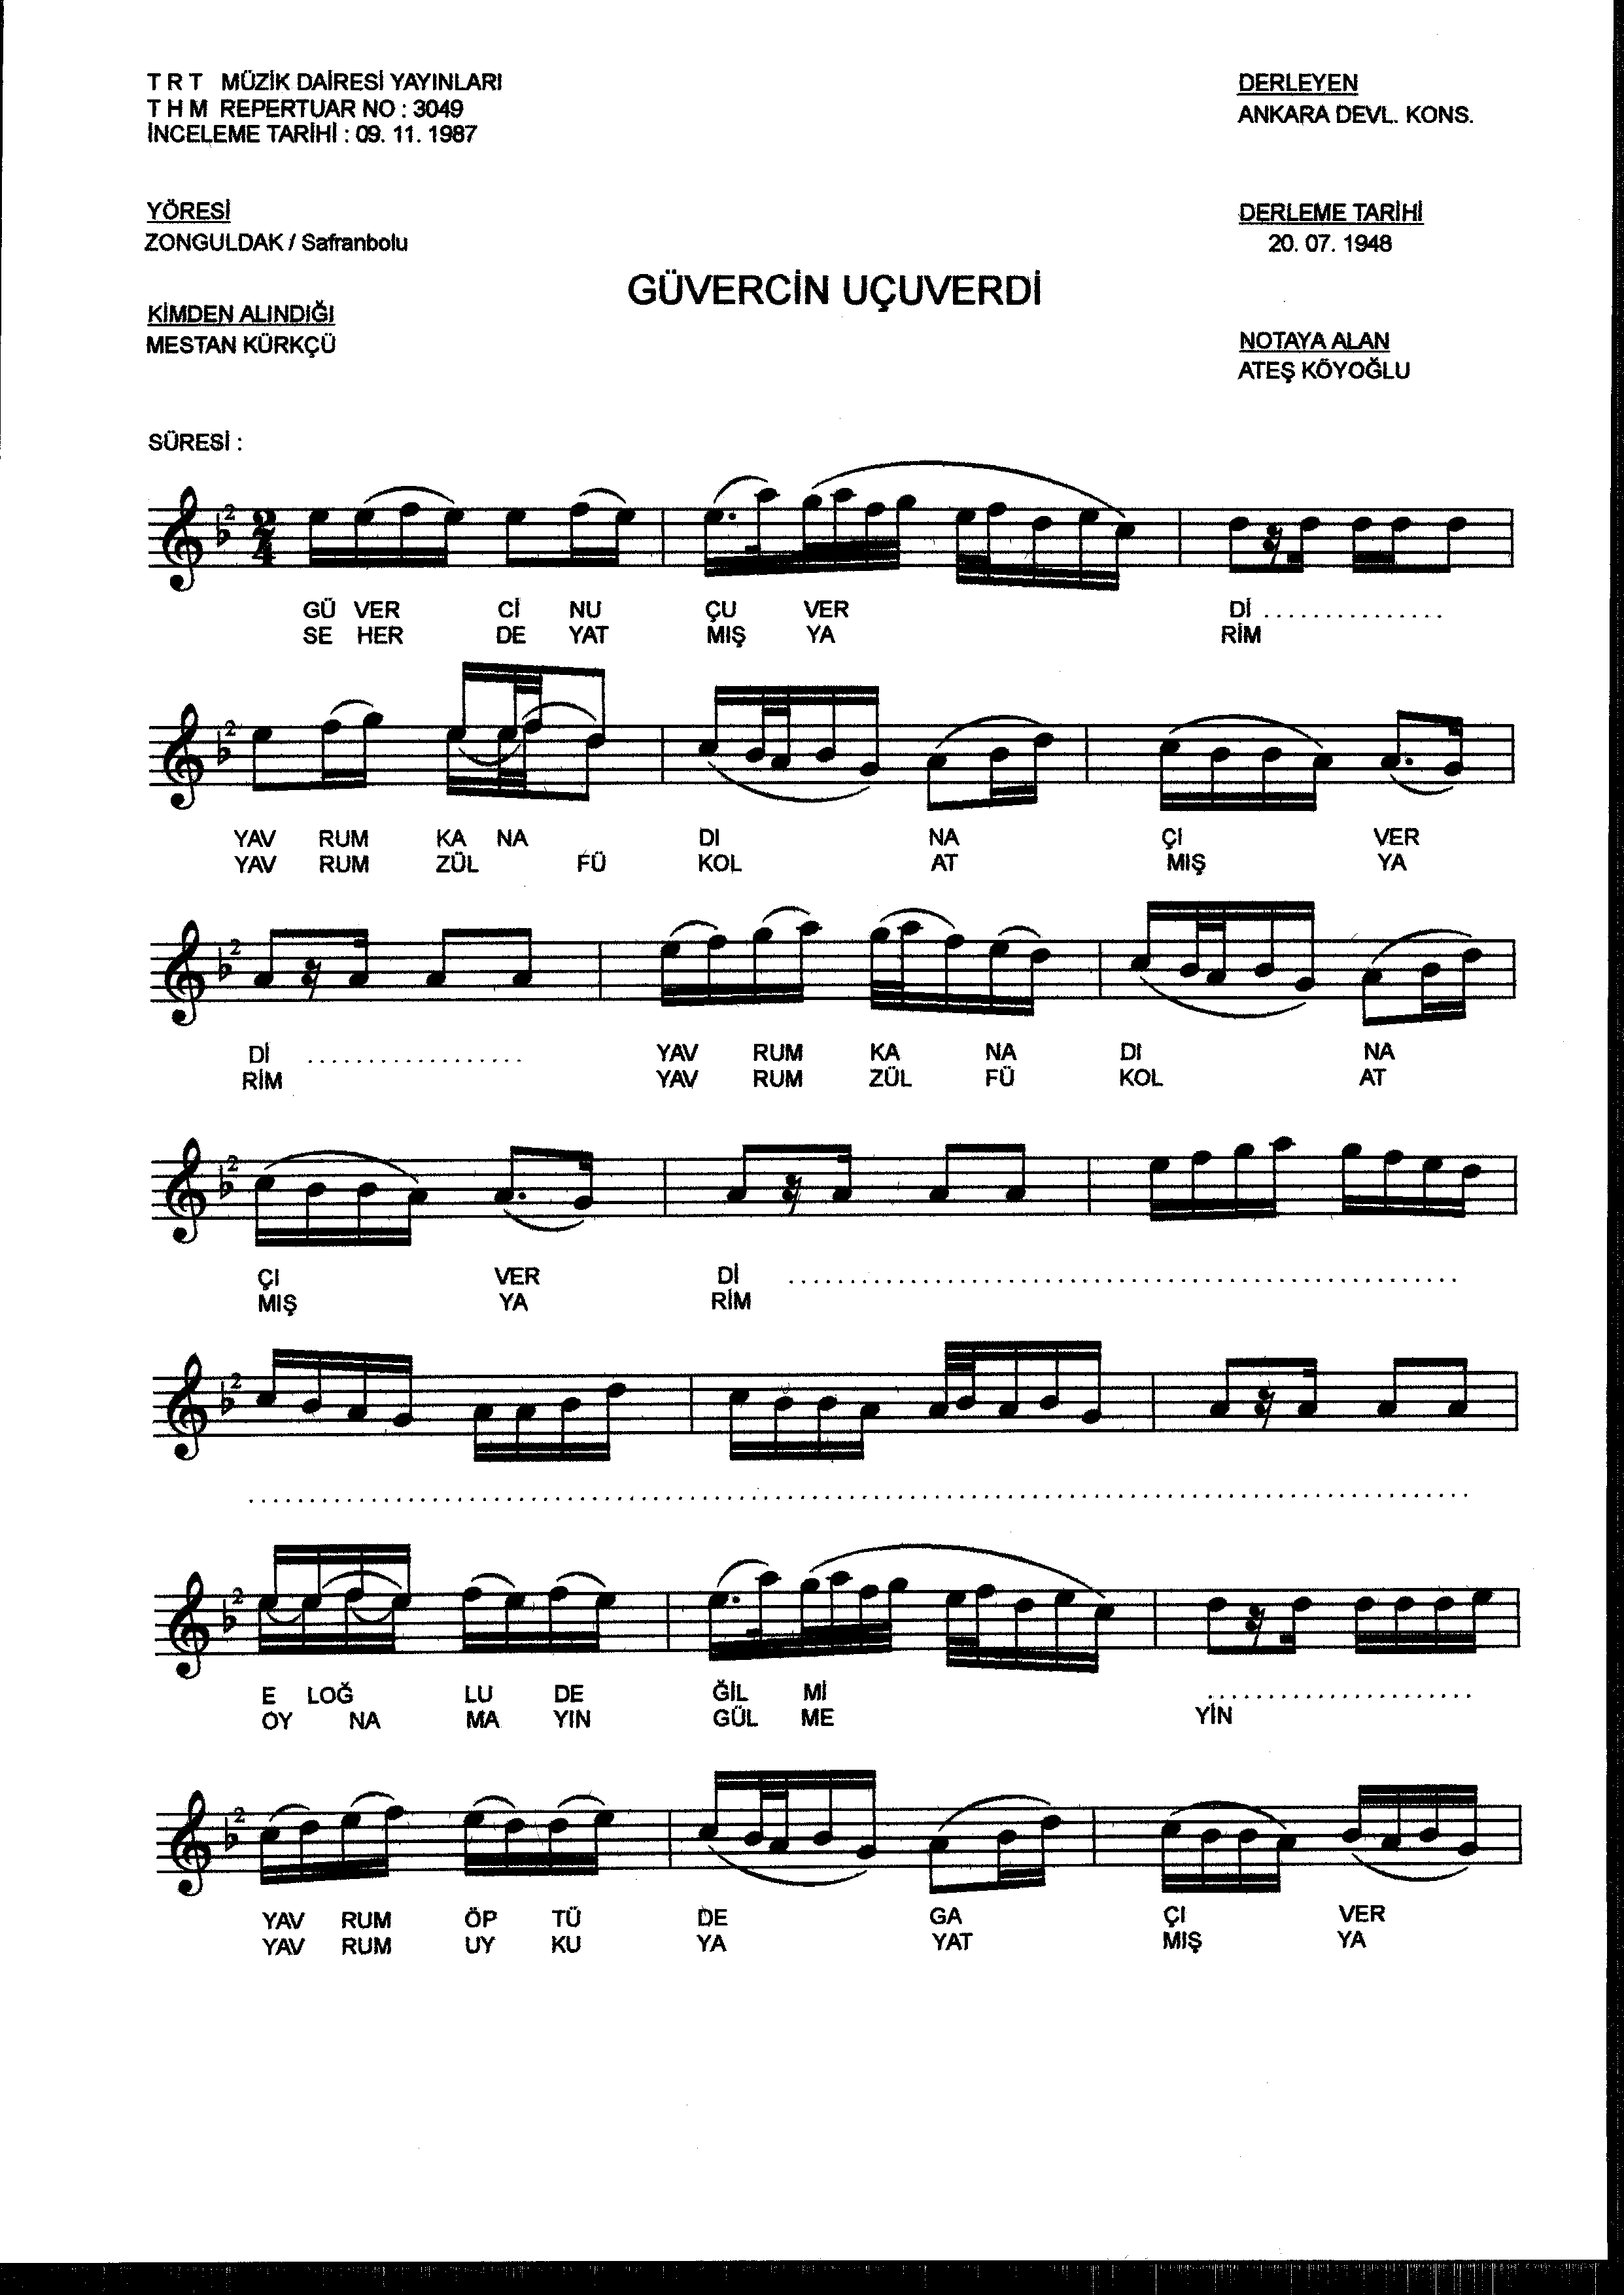 T R T MÜZİK DAİRESİ YAYINLARI
T H M REPERTUAR NO : 3049
İNCELEME TARİHİ : 09. 11. 1987
DERLEYEN
ANKARA DEVL. KONS.
YÖRESİ
ZONGULDAK / Safranbolu
DERLEME TARİHİ
20. 07. 1948
GÜVERCİN UÇUVERDİ
KİMDEN ALINDIĞI
MESTAN KÜRKÇÜ
NOTAYA ALAN
ATEŞ KÖYOĞLU
SÜRESİ :
GÜ VER Cİ NU ÇU VER Dİ ...............
SE HER DE YAT MIŞ YA RİM
YAV RUM KA NA DI NA ÇI VER
YAV RUM ZÜL FÜ KOL AT MIŞ YA
Dİ .................. YAV RUM KA NA DI NA
RİM YAV RUM ZÜL FÜ KOL AT
ÇI VER Dİ ........................................................
MIŞ YA RİM
E LOĞ LU DE ĞİL Mİ ......................
OY NA MA YIN GÜL ME YİN
YAV RUM ÖP TÜ DE GA ÇI VER
YAV RUM UY KU YA YAT MIŞ YA